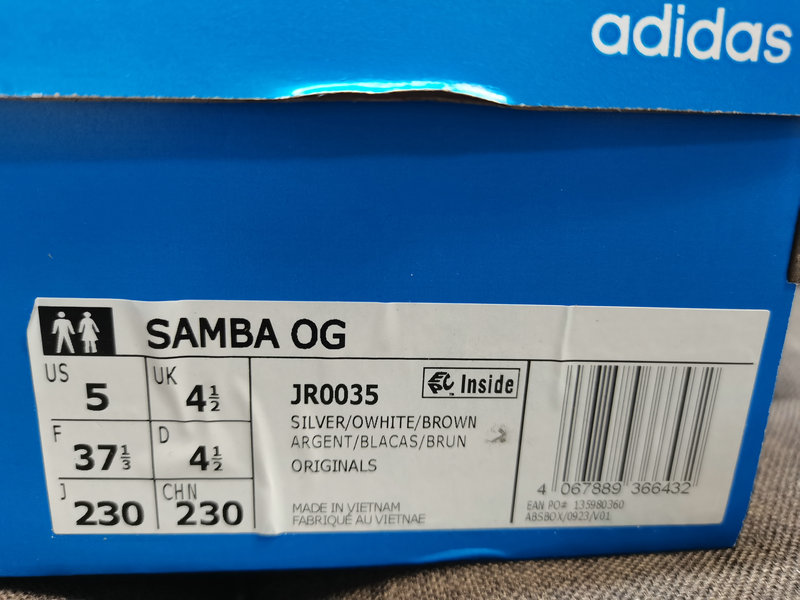 adidas
SAMBA OG
US 5
UK 4½
F 37⅓
D 4½
J 230
CHN 230
JR0035
EPC Inside
SILVER/OWHITE/BROWN
ARGENT/BLACAS/BRUN
ORIGINALS
MADE IN VIETNAM
FABRIQUÉ AU VIETNAE
4 067889 366432
EAN PO# 135980360
ABSBOX/0923/V01